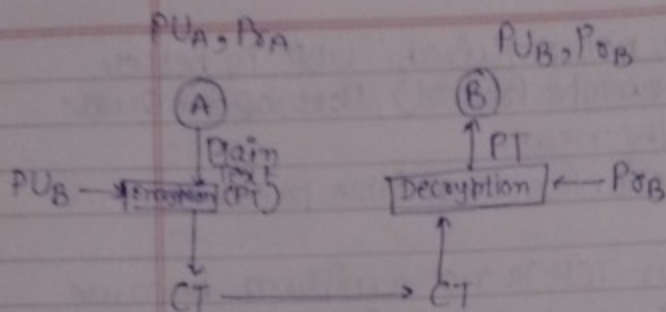 PUA, PrA
PUB, PrB
A
B
Plain
Text
(PT)
PT
PUB
Encryption
Decryption
PrB
CT
CT